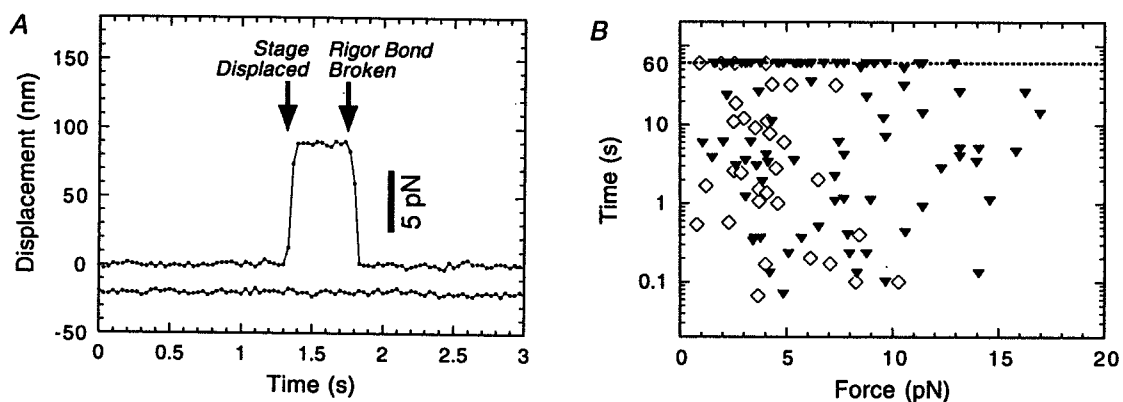 A
B
Stage Displaced
Rigor Bond Broken
5 pN
Displacement (nm)
150
100
50
0
-50
0
0.5
1
1.5
2
2.5
3
Time (s)
Time (s)
60
10
1
0.1
0
5
10
15
20
Force (pN)